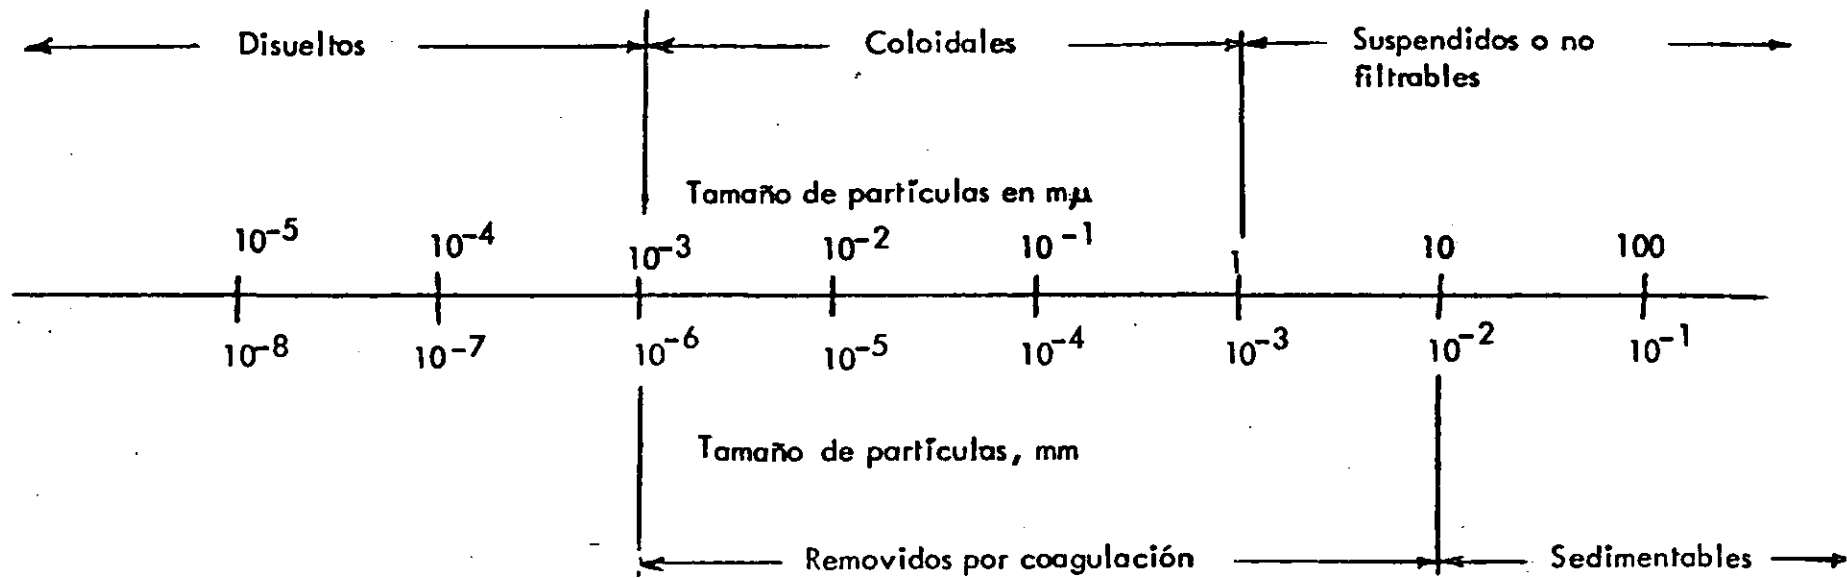 Disueltos
Coloidales
Suspendidos o no
filtrables
Tamaño de partículas en mµ
10⁻⁵ 10⁻⁴ 10⁻³ 10⁻² 10⁻¹ 1 10 100
10⁻⁸ 10⁻⁷ 10⁻⁶ 10⁻⁵ 10⁻⁴ 10⁻³ 10⁻² 10⁻¹
Tamaño de partículas, mm
Removidos por coagulación
Sedimentables